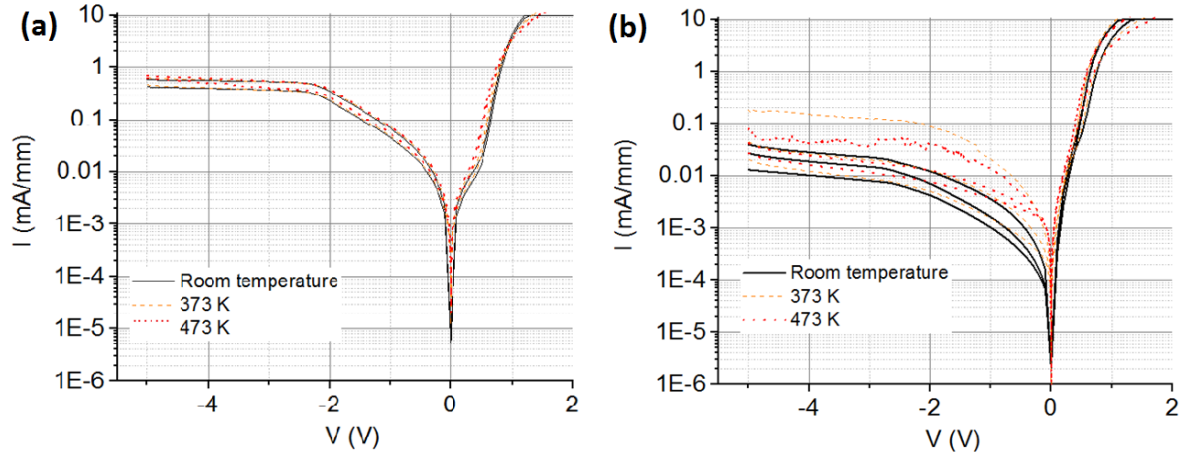 (a)
10
1
0.1
0.01
1E-3
1E-4
1E-5
1E-6
I (mA/mm)
Room temperature
373 K
473 K
-4 -2 0 2
V (V)
(b)
10
1
0.1
0.01
1E-3
1E-4
1E-5
1E-6
I (mA/mm)
Room temperature
373 K
473 K
-4 -2 0 2
V (V)